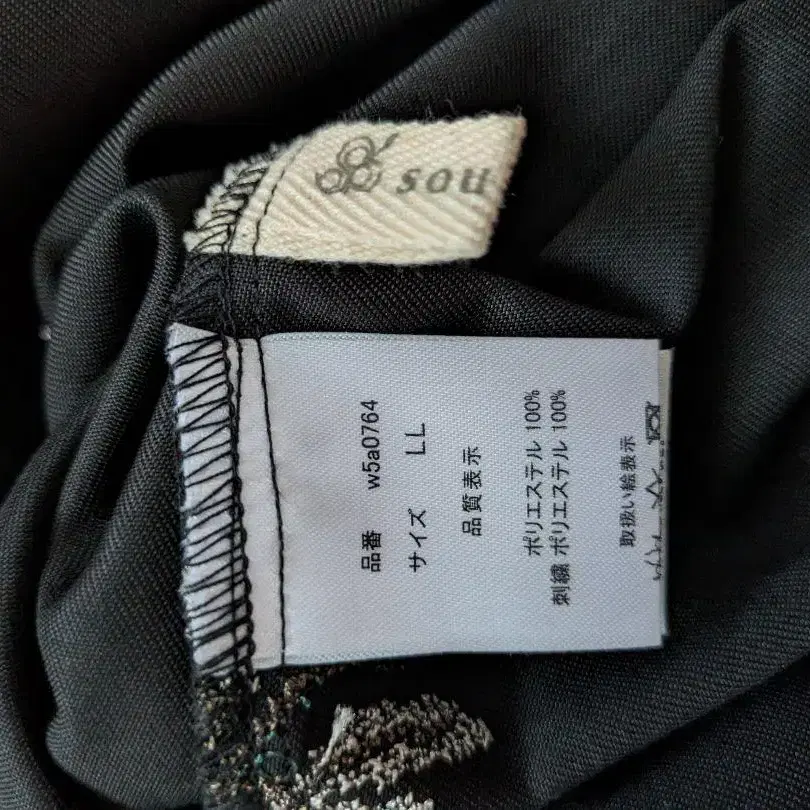 sou
品番 w5a0764
サイズ LL
品質表示
ポリエステル 100%
刺繍 ポリエステル 100%
取扱い絵表示